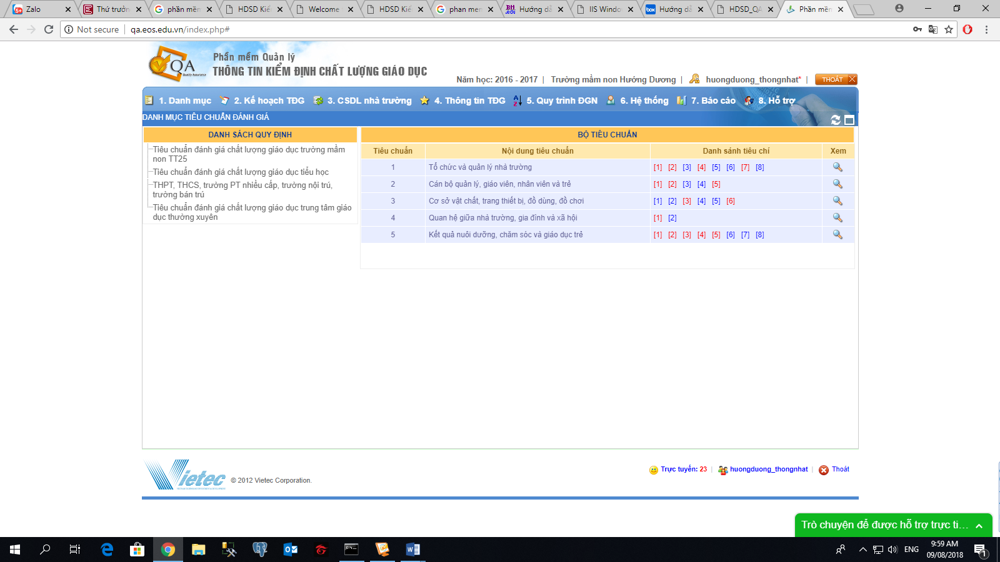 Zalo
Thứ trưởn
phần mền
HDSD Kiể
Welcome
HDSD Kiể
phan men
BH .edu Hướng dẫ
IIS Windo
box Hướng dẫ
HDSD_QA
Phần mền
Not secure qa.eos.edu.vn/index.php#
QA
Quality Assurance
Phần mềm Quản lý
THÔNG TIN KIỂM ĐỊNH CHẤT LƯỢNG GIÁO DỤC
Năm học: 2016 - 2017 | Trường mầm non Hướng Dương | huongduong_thongnhat* | THOÁT
1. Danh mục 2. Kế hoạch TĐG 3. CSDL nhà trường 4. Thông tin TĐG 5. Quy trình ĐGN 6. Hệ thống 7. Báo cáo 8. Hỗ trợ
DANH MỤC TIÊU CHUẨN ĐÁNH GIÁ
DANH SÁCH QUY ĐỊNH
Tiêu chuẩn đánh giá chất lượng giáo dục trường mầm
non TT25
Tiêu chuẩn đánh giá chất lượng giáo dục tiểu học
THPT, THCS, trường PT nhiều cấp, trường nội trú,
trường bán trú
Tiêu chuẩn đánh giá chất lượng giáo dục trung tâm giáo
dục thường xuyên
BỘ TIÊU CHUẨN
Tiêu chuẩn Nội dung tiêu chuẩn Danh sánh tiêu chí Xem
1 Tổ chức và quản lý nhà trường [1] [2] [3] [4] [5] [6] [7] [8]
2 Cán bộ quản lý, giáo viên, nhân viên và trẻ [1] [2] [3] [4] [5]
3 Cơ sở vật chất, trang thiết bị, đồ dùng, đồ chơi [1] [2] [3] [4] [5] [6]
4 Quan hệ giữa nhà trường, gia đình và xã hội [1] [2]
5 Kết quả nuôi dưỡng, chăm sóc và giáo dục trẻ [1] [2] [3] [4] [5] [6] [7] [8]
Vietec © 2012 Vietec Corporation.
Trực tuyến: 23 | huongduong_thongnhat | Thoát
Trò chuyện để được hỗ trợ trực ti...
ENG
9:59 AM
09/08/2018
1